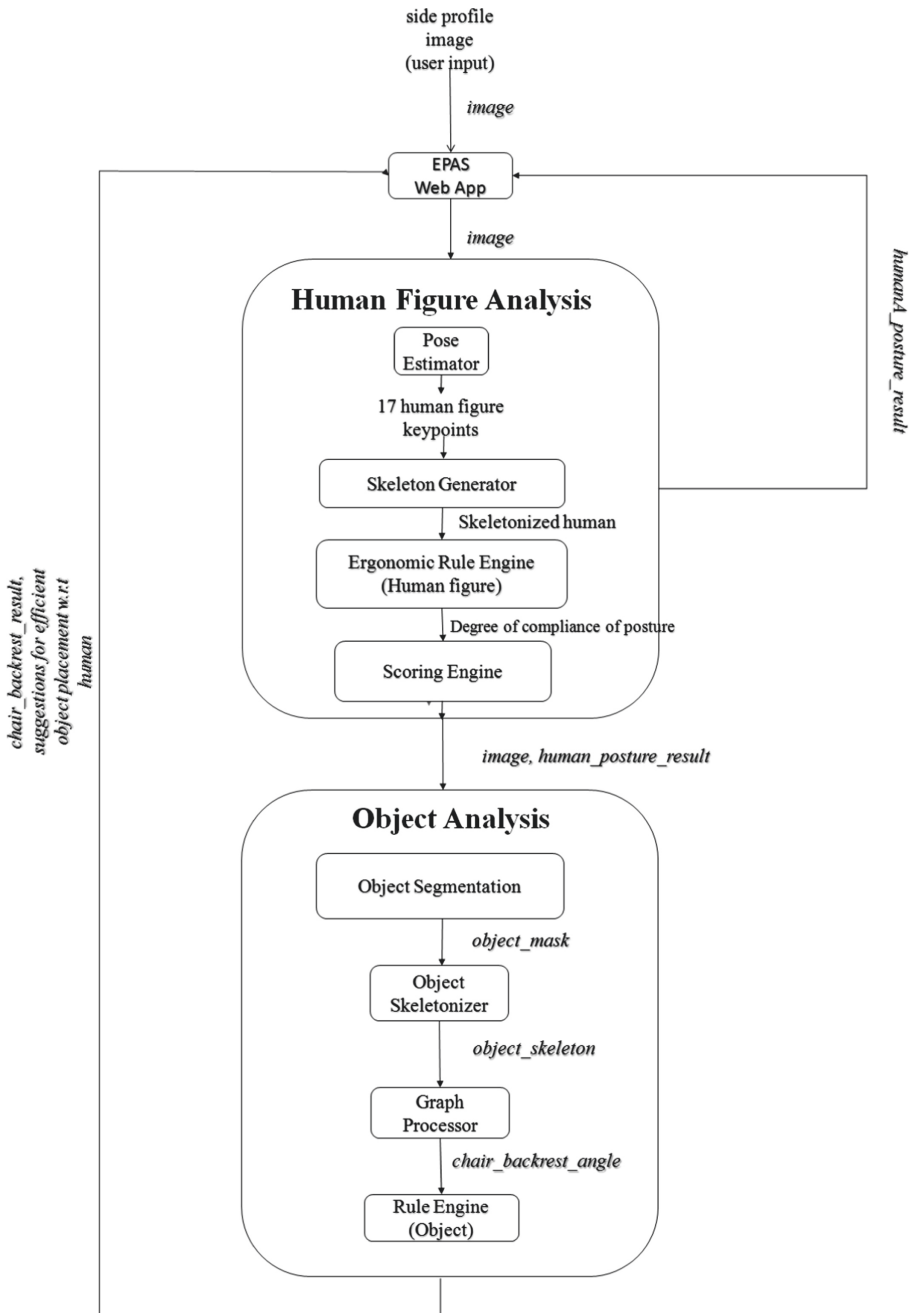 side profile
image
(user input)
image
EPAS
Web App
image
Human Figure Analysis
Pose
Estimator
17 human figure
keypoints
Skeleton Generator
Skeletonized human
Ergonomic Rule Engine
(Human figure)
Degree of compliance of posture
Scoring Engine
humanA_posture_result
image, human_posture_result
Object Analysis
Object Segmentation
object_mask
Object
Skeletonizer
object_skeleton
Graph
Processor
chair_backrest_angle
Rule Engine
(Object)
chair_backrest_result,
suggestions for efficient
object placement w.r.t
human